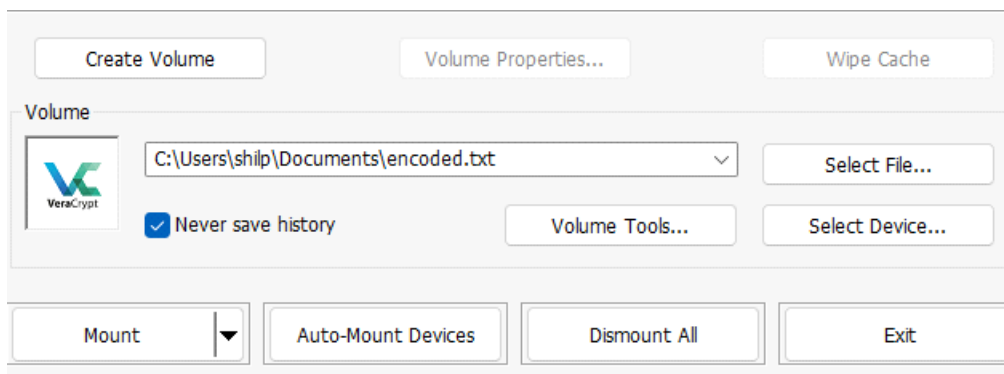 Create Volume
Volume Properties...
Wipe Cache
Volume
VeraCrypt
C:\Users\shilp\Documents\encoded.txt
Select File...
Never save history
Volume Tools...
Select Device...
Mount
Auto-Mount Devices
Dismount All
Exit